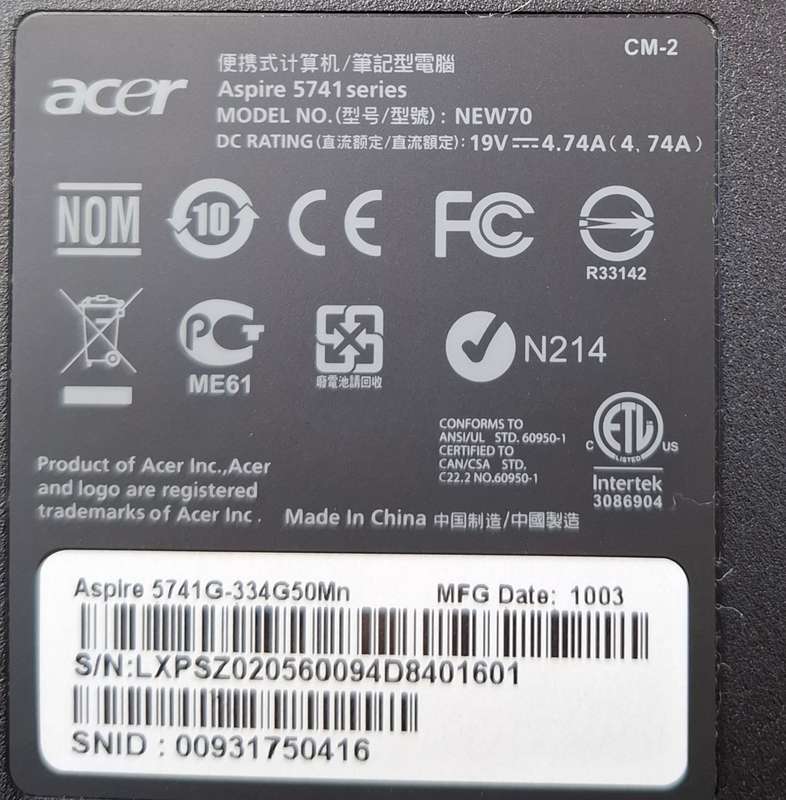 CM-2
acer
便携式计算机/筆記型電腦
Aspire 5741series
MODEL NO.(型号/型號) : NEW70
DC RATING(直流额定/直流額定): 19V⎓4.74A(4. 74A)
NOM
10
CE
FC
R33142
PCT
ME61
廢電池請回收
N214
CONFORMS TO
ANSI/UL STD. 60950-1
CERTIFIED TO
CAN/CSA STD.
C22.2 NO.60950-1
ETL
LISTED
C US
Intertek
3086904
Product of Acer Inc.,Acer
and logo are registered
trademarks of Acer Inc .
Made In China 中国制造/中國製造
Aspire 5741G-334G50Mn MFG Date: 1003
S/N:LXPSZ020560094D8401601
SNID : 00931750416